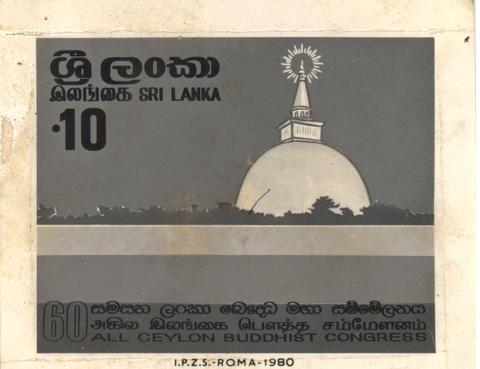 ශ්‍රී ලංකා
இலங்கை SRI LANKA
·10
60 සමස්ත ලංකා බෞද්ධ මහා සම්මේලනය
அகில இலங்கை பௌத்த சம்மேளனம்
ALL CEYLON BUDDHIST CONGRESS
I.P.Z.S.-ROMA-1980